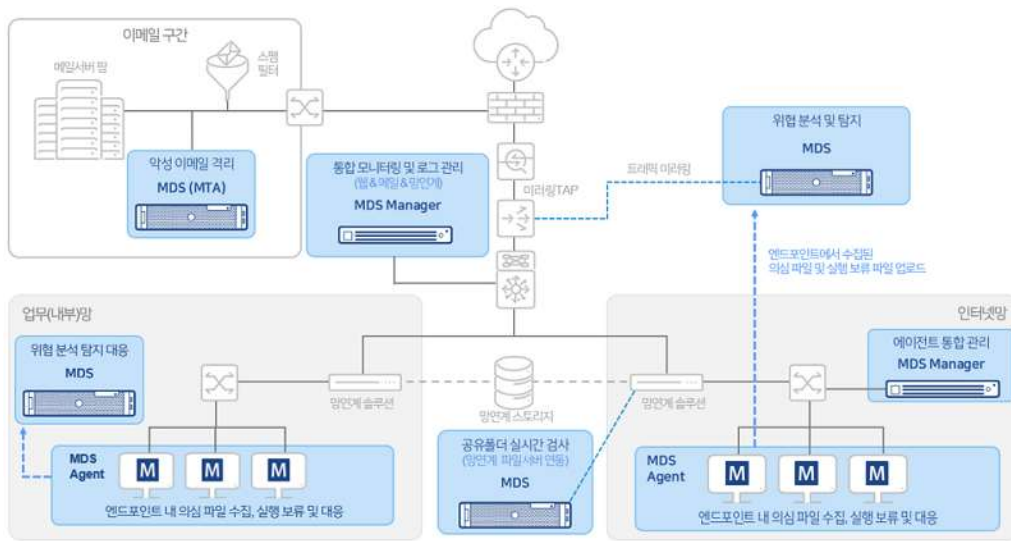 이메일 구간
메일서버 팜
스팸
필터
악성 이메일 격리
MDS (MTA)
통합 모니터링 및 로그 관리
(웹&메일&망연계)
MDS Manager
미러링TAP
트래픽 미러링
위협 분석 및 탐지
MDS
엔드포인트에서 수집된
의심 파일 및 실행 보류 파일 업로드
업무(내부)망
위협 분석 탐지 대응
MDS
망연계 솔루션
망연계 스토리지
망연계 솔루션
인터넷망
에이전트 통합 관리
MDS Manager
MDS
Agent
M
M
M
엔드포인트 내 의심 파일 수집, 실행 보류 및 대응
공유폴더 실시간 검사
(망연계 파일서버 연동)
MDS
MDS
Agent
M
M
M
엔드포인트 내 의심 파일 수집, 실행 보류 및 대응